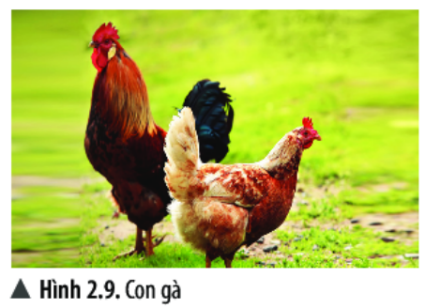 ▲ Hình 2.9. Con gà